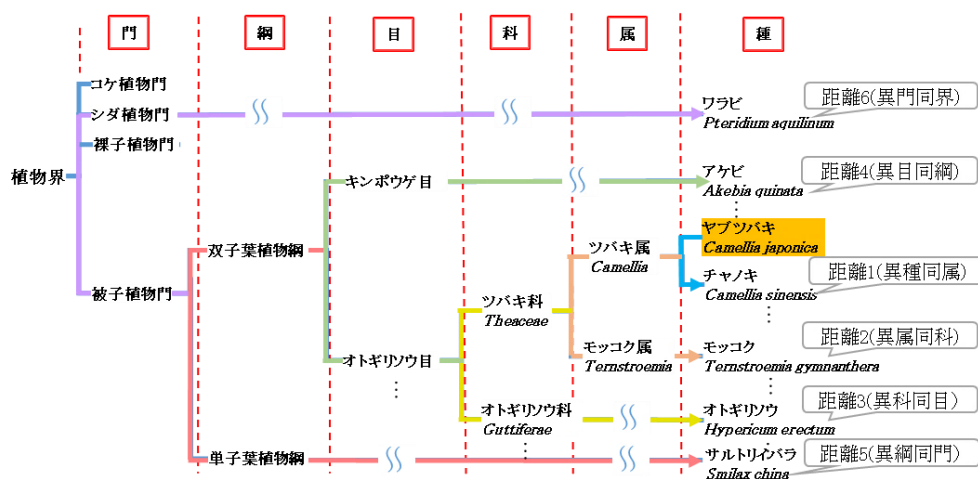 門 綱 目 科 属 種
コケ植物門
シダ植物門
裸子植物門
植物界
被子植物門
双子葉植物綱
単子葉植物綱
キンポウゲ目
オトギリソウ目
⋮
ツバキ科
Theaceae
オトギリソウ科
Guttiferae
⋮
ツバキ属
Camellia
モッコク属
Ternstroemia
ワラビ
Pteridium aquilinum
距離6(異門同界)
アケビ
Akebia quinata
距離4(異目同綱)
⋮
ヤブツバキ
Camellia japonica
チャノキ
Camellia sinensis
距離1(異種同属)
⋮
モッコク
Ternstroemia gymnanthera
距離2(異属同科)
⋮
オトギリソウ
Hypericum erectum
距離3(異科同目)
⋮
サルトリイバラ
Smilax china
距離5(異綱同門)